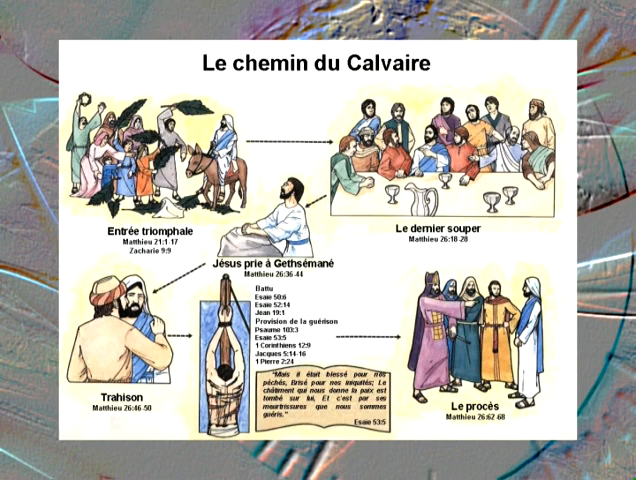 Le chemin du Calvaire
Entrée triomphale
Matthieu 21:1-17
Zacharie 9:9
Le dernier souper
Matthieu 26:18-28
Jésus prie à Gethsémané
Matthieu 26:36-44
Trahison
Matthieu 26:46-50
Battu
Esaïe 50:6
Esaïe 52:14
Jean 19:1
Provision de la guérison
Psaume 103:3
Esaïe 53:5
1 Corinthiens 12:9
Jacques 5:14-16
1 Pierre 2:24
"Mais il était blessé pour nos
péchés, Brisé pour nos iniquités; Le
châtiment qui nous donne la paix est
tombé sur lui, Et c'est par ses
meurtrissures que nous sommes
guéris."
Esaïe 53:5
Le procès
Matthieu 26:62-68